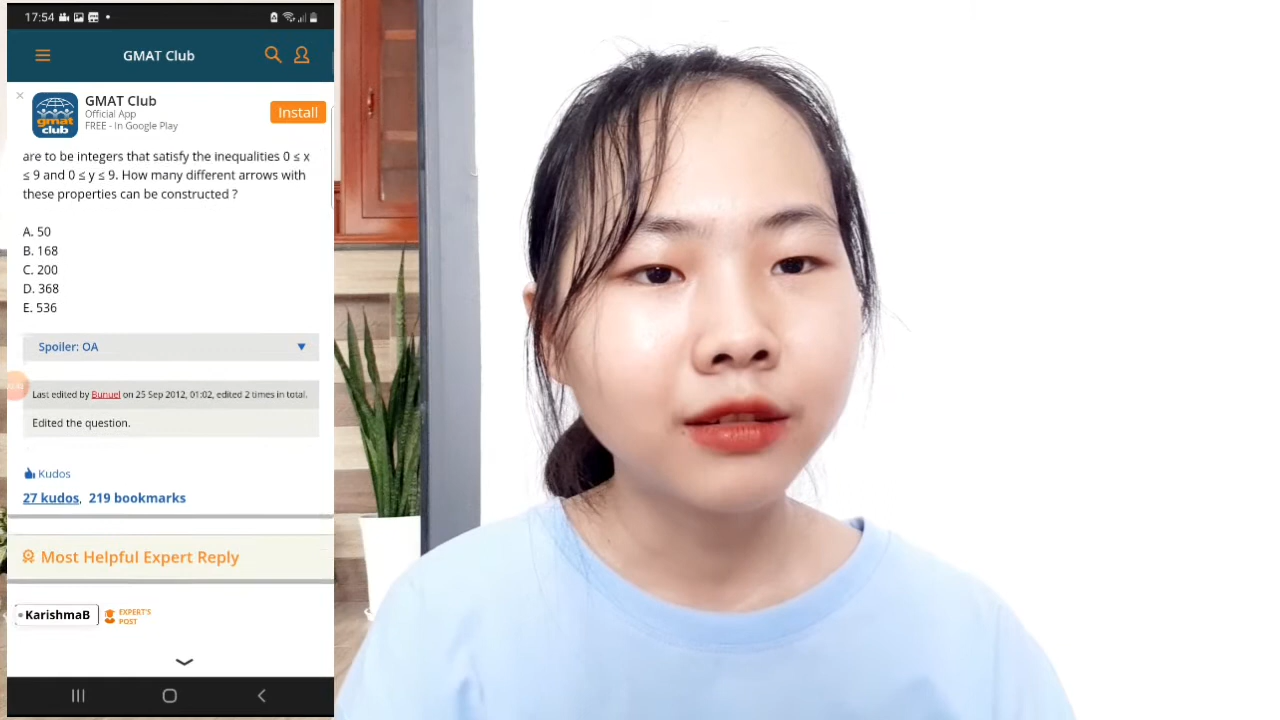 17:54
GMAT Club
×
GMAT Club
Official App
FREE - In Google Play
Install
gmat
club
are to be integers that satisfy the inequalities 0 ≤ x
≤ 9 and 0 ≤ y ≤ 9. How many different arrows with
these properties can be constructed ?
A. 50
B. 168
C. 200
D. 368
E. 536
Spoiler: OA
Last edited by Bunuel on 25 Sep 2012, 01:02, edited 2 times in total.
Edited the question.
Kudos
27 kudos, 219 bookmarks
Most Helpful Expert Reply
KarishmaB
EXPERT'S
POST